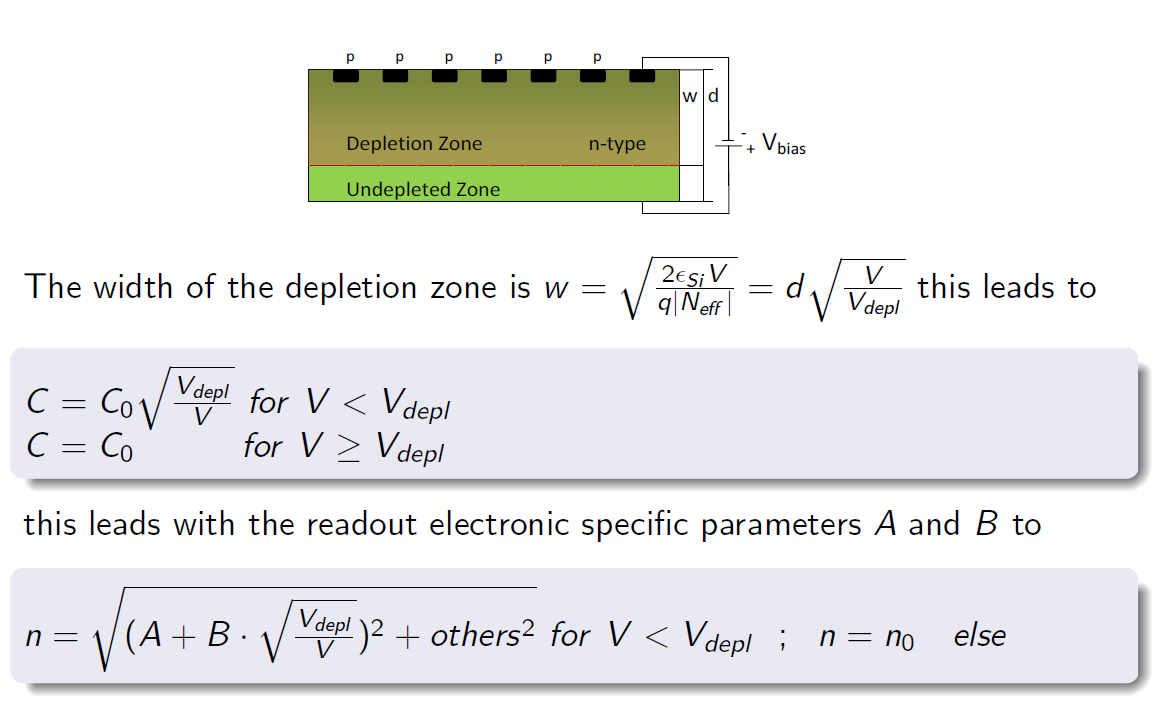 p p p p p p
w d
Depletion Zone n-type
- + V_bias
Undepleted Zone
The width of the depletion zone is w = √(2ϵ_Si V / q|N_eff|) = d√(V / V_depl) this leads to
C = C₀√(V_depl / V) for V < V_depl
C = C₀ for V ≥ V_depl
this leads with the readout electronic specific parameters A and B to
n = √((A + B · √(V_depl / V))² + others²) for V < V_depl ; n = n₀ else